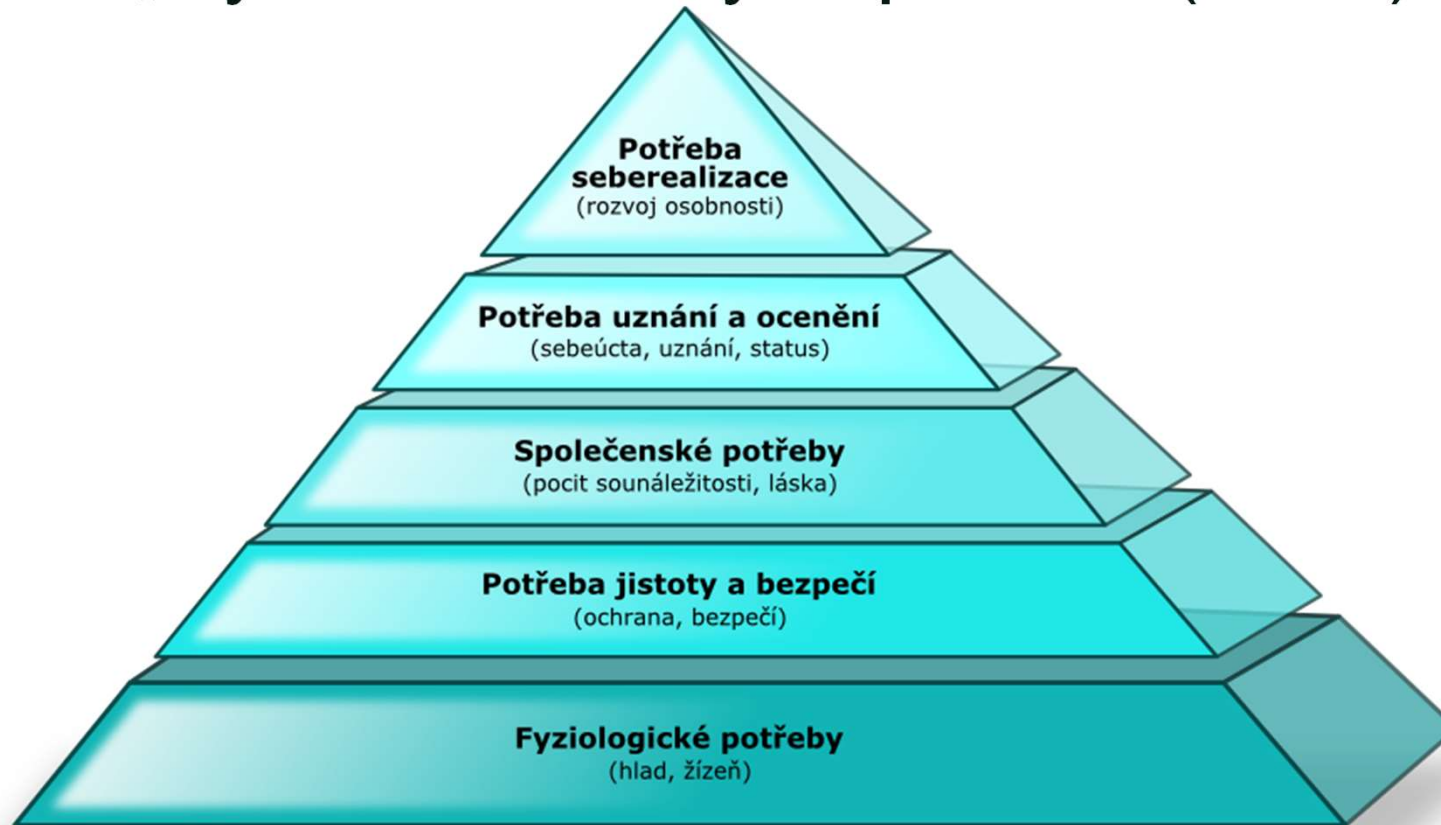 Potřeba
seberealizace
(rozvoj osobnosti)
Potřeba uznání a ocenění
(sebeúcta, uznání, status)
Společenské potřeby
(pocit sounáležitosti, láska)
Potřeba jistoty a bezpečí
(ochrana, bezpečí)
Fyziologické potřeby
(hlad, žízeň)